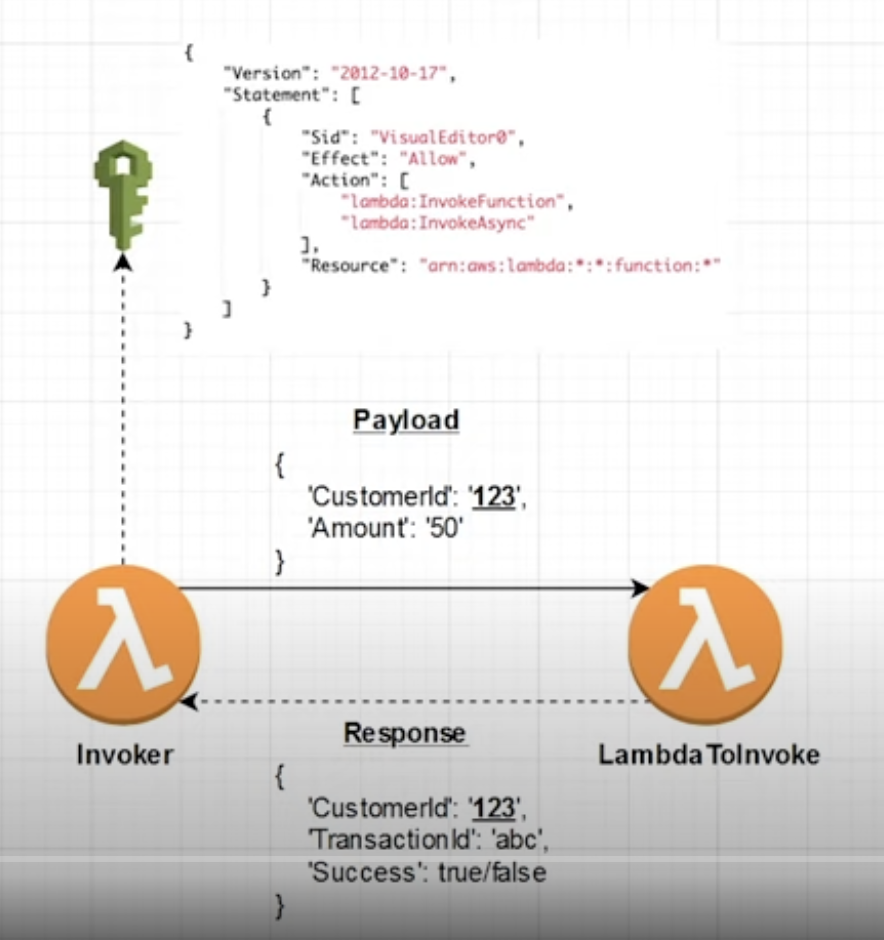 {
"Version": "2012-10-17",
"Statement": [
{
"Sid": "VisualEditor0",
"Effect": "Allow",
"Action": [
"lambda:InvokeFunction",
"lambda:InvokeAsync"
],
"Resource": "arn:aws:lambda:*:*:function:*"
}
]
}
Payload
{
'CustomerId': '123',
'Amount': '50'
}
Invoker
LambdaToInvoke
Response
{
'CustomerId': '123',
'TransactionId': 'abc',
'Success': true/false
}